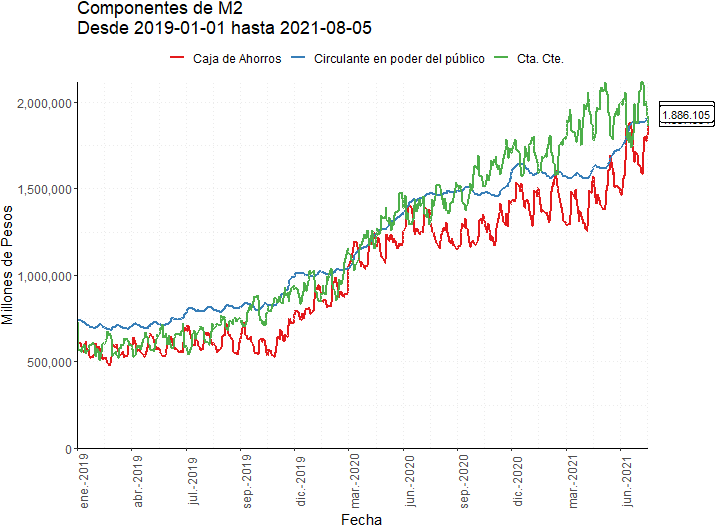 Componentes de M2
Desde 2019-01-01 hasta 2021-08-05
Caja de Ahorros
Circulante en poder del público
Cta. Cte.
Millones de Pesos
2,000,000
1,500,000
1,000,000
500,000
0
1.886.105
ene.-2019
abr.-2019
jul.-2019
sep.-2019
dic.-2019
mar.-2020
jun.-2020
sep.-2020
dic.-2020
mar.-2021
jun.-2021
Fecha